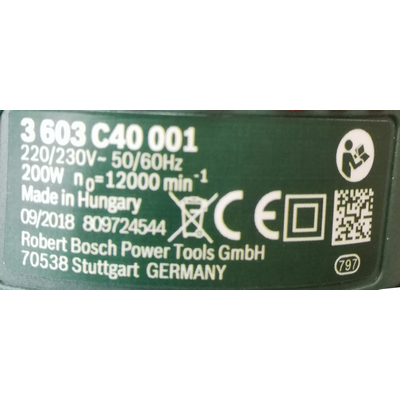 3 603 C40 001
220/230V~ 50/60Hz
200W n₀=12000 min⁻¹
Made in Hungary
09/2018 809724544
CE
Robert Bosch Power Tools GmbH
70538 Stuttgart GERMANY
797